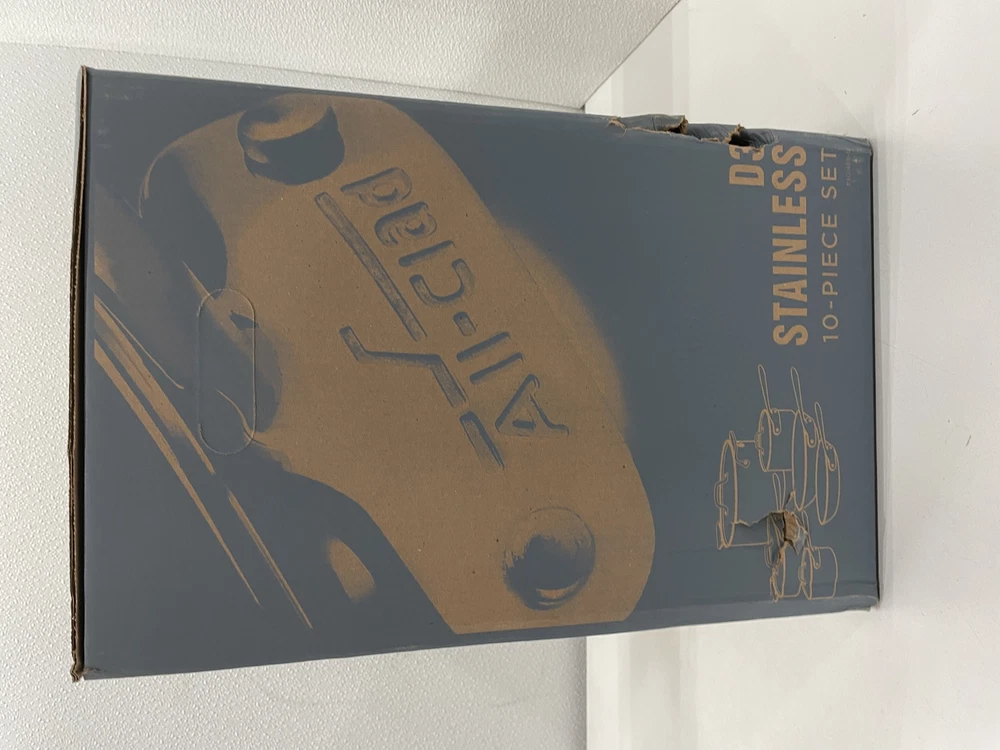 All-Clad
D3
STAINLESS
10-PIECE SET